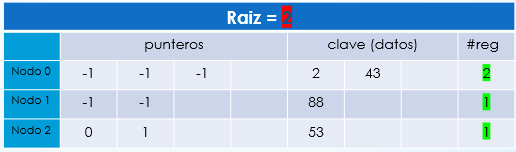 Raiz = 2
punteros clave (datos) #reg
Nodo 0 -1 -1 -1 2 43 2
Nodo 1 -1 -1 88 1
Nodo 2 0 1 53 1